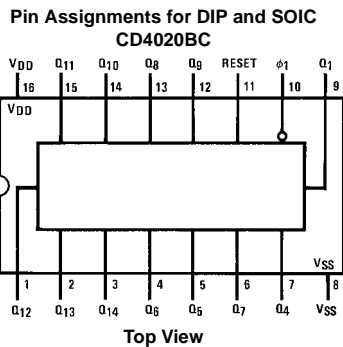 Pin Assignments for DIP and SOIC
CD4020BC
VDD Q11 Q10 Q8 Q9 RESET ϕ1 Q1
16 15 14 13 12 11 10 9
VDD
VSS
1 2 3 4 5 6 7 8
Q12 Q13 Q14 Q6 Q5 Q7 Q4 VSS
Top View